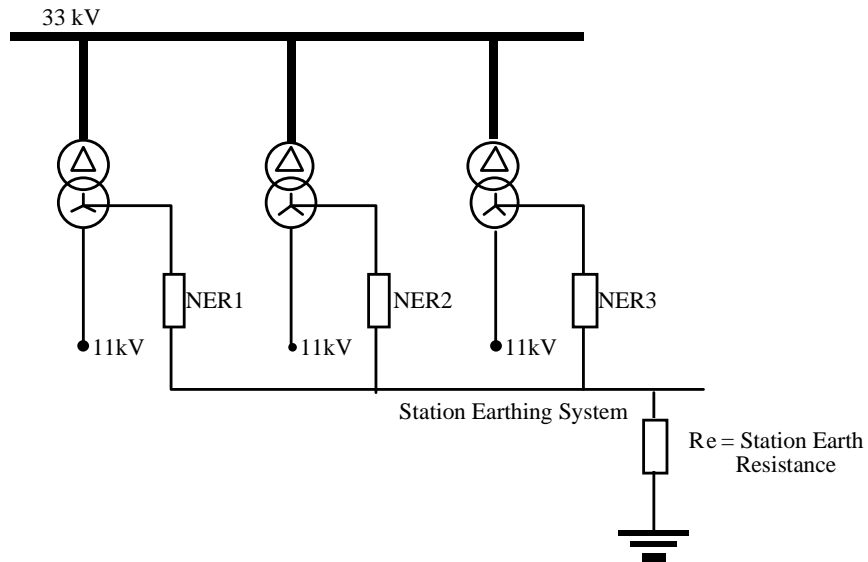 33 kV
NER1
NER2
NER3
11kV
11kV
11kV
Station Earthing System
Re = Station Earth
Resistance